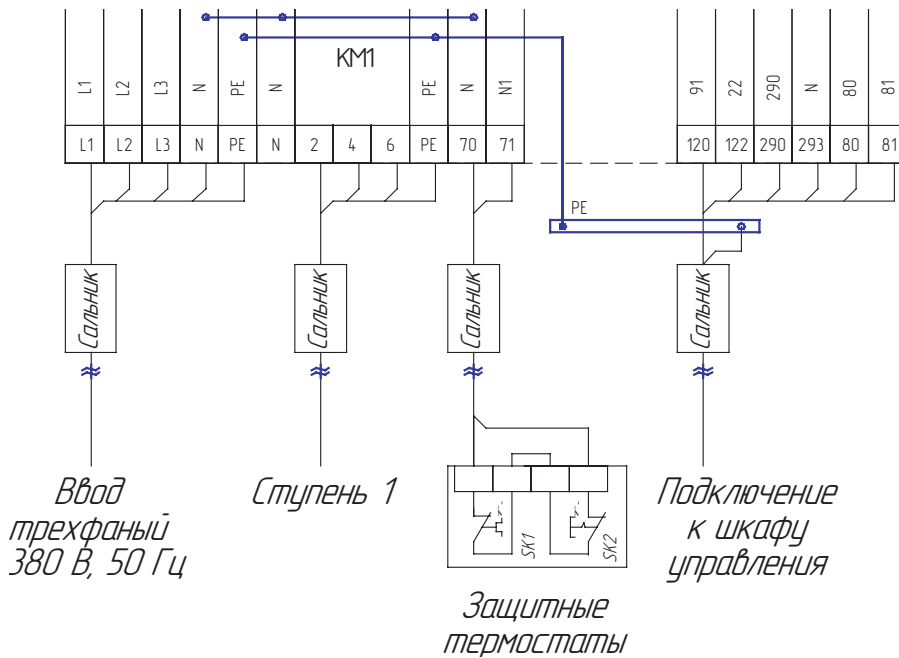 KM1
L1 L2 L3 N PE N PE N N1 91 22 290 N 80 81
L1 L2 L3 N PE N 2 4 6 PE 70 71 120 122 290 293 80 81
PE
Сальник Сальник Сальник Сальник
Ввод
трехфаный
380 В, 50 Гц
Ступень 1
SK1 SK2
Защитные
термостаты
Подключение
к шкафу
управления